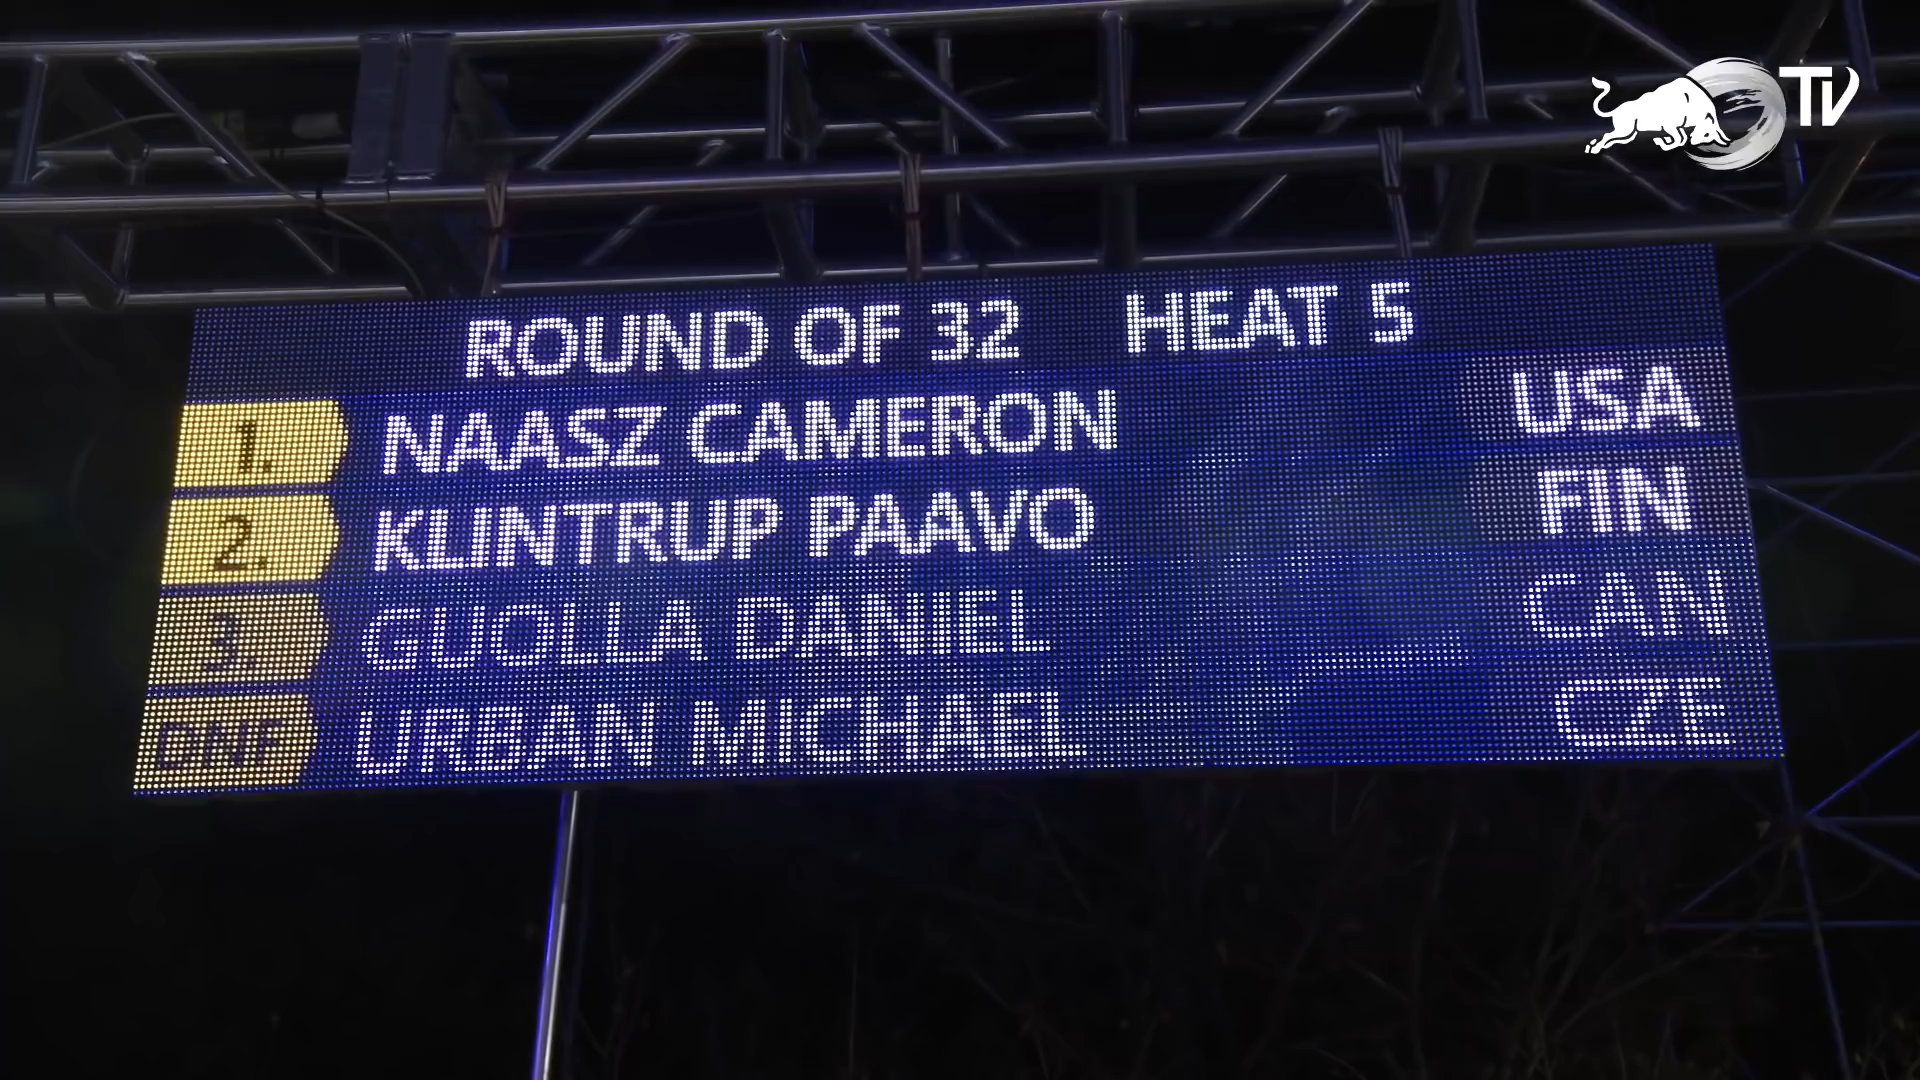 TV
ROUND OF 32 HEAT 5
1. NAASZ CAMERON USA
2. KLINTRUP PAAVO FIN
3. GUOLLA DANIEL CAN
DNF URBAN MICHAEL CZE